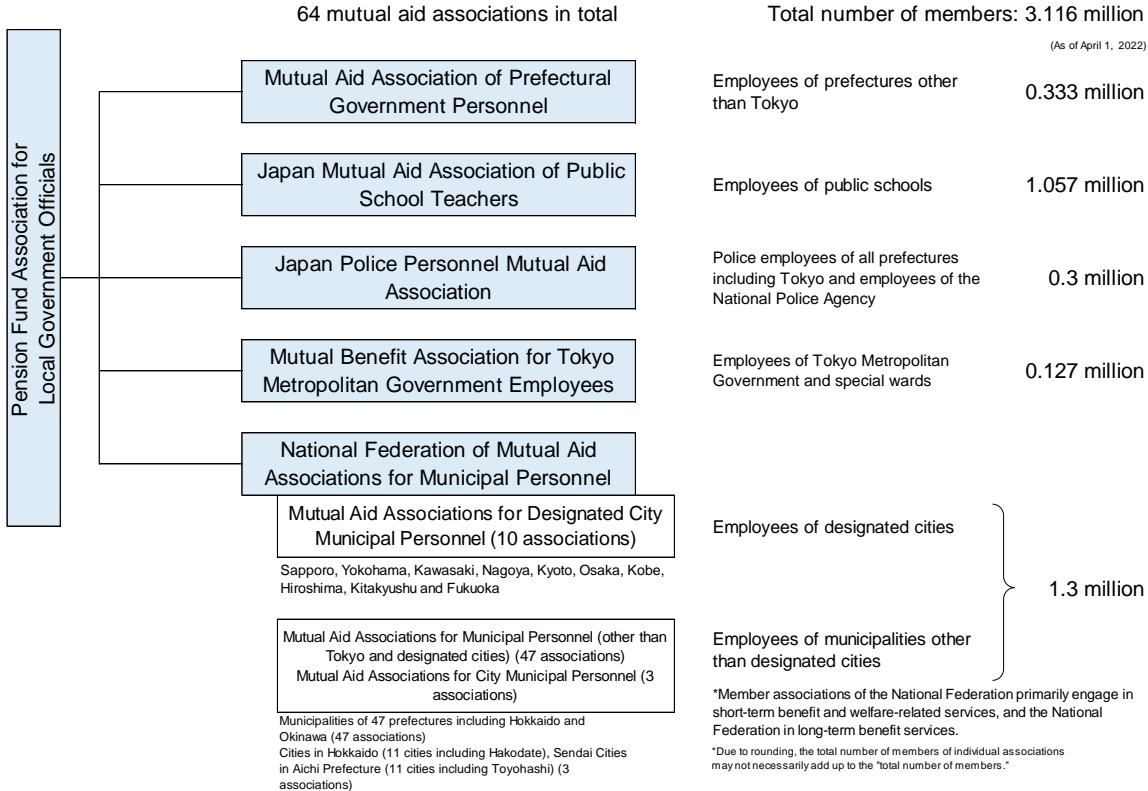 64 mutual aid associations in total
Total number of members: 3.116 million
(As of April 1, 2022)
Pension Fund Association for
Local Government Officials
Mutual Aid Association of Prefectural
Government Personnel
Employees of prefectures other
than Tokyo
0.333 million
Japan Mutual Aid Association of Public
School Teachers
Employees of public schools
1.057 million
Japan Police Personnel Mutual Aid
Association
Police employees of all prefectures
including Tokyo and employees of the
National Police Agency
0.3 million
Mutual Benefit Association for Tokyo
Metropolitan Government Employees
Employees of Tokyo Metropolitan
Government and special wards
0.127 million
National Federation of Mutual Aid
Associations for Municipal Personnel
Mutual Aid Associations for Designated City
Municipal Personnel (10 associations)
Employees of designated cities
Sapporo, Yokohama, Kawasaki, Nagoya, Kyoto, Osaka, Kobe,
Hiroshima, Kitakyushu and Fukuoka
1.3 million
Mutual Aid Associations for Municipal Personnel (other than
Tokyo and designated cities) (47 associations)
Mutual Aid Associations for City Municipal Personnel (3
associations)
Employees of municipalities other
than designated cities
Municipalities of 47 prefectures including Hokkaido and
Okinawa (47 associations)
Cities in Hokkaido (11 cities including Hakodate), Sendai Cities
in Aichi Prefecture (11 cities including Toyohashi) (3
associations)
*Member associations of the National Federation primarily engage in
short-term benefit and welfare-related services, and the National
Federation in long-term benefit services.
*Due to rounding, the total number of members of individual associations
may not necessarily add up to the "total number of members."